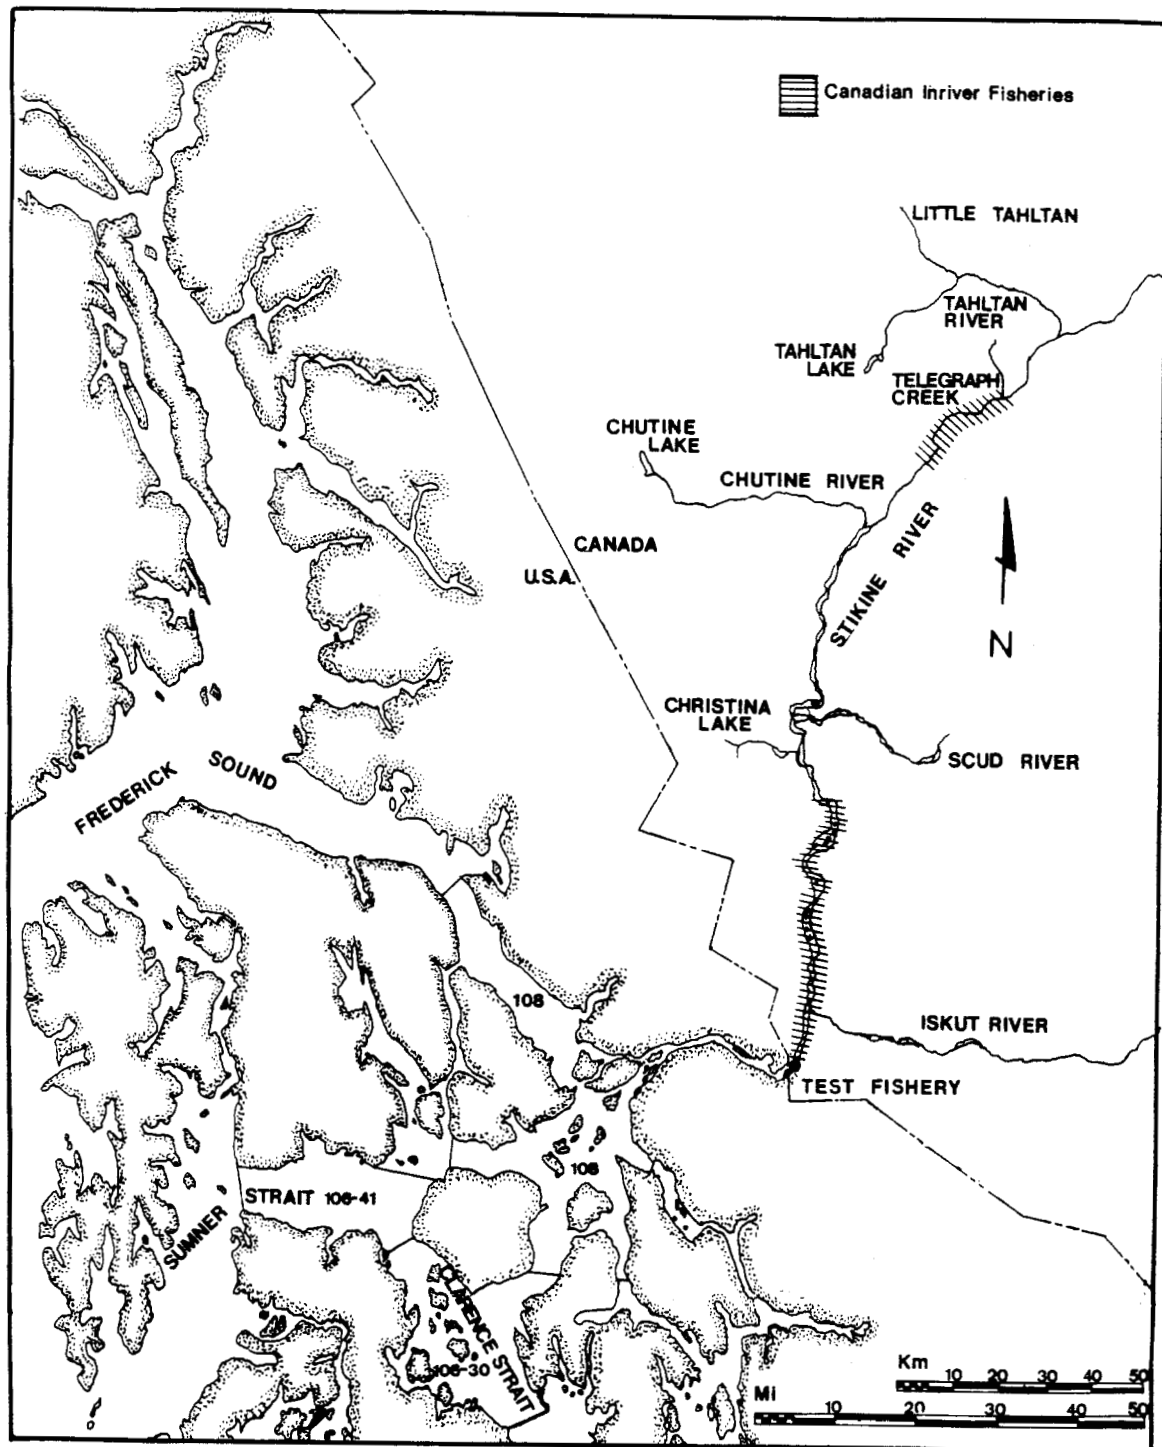 Canadian Inriver Fisheries
LITTLE TAHLTAN
TAHLTAN
RIVER
TAHLTAN
LAKE
TELEGRAPH
CREEK
CHUTINE
LAKE
CHUTINE RIVER
CANADA
U.S.A.
STIKINE RIVER
N
CHRISTINA
LAKE
SCUD RIVER
FREDERICK SOUND
108
ISKUT RIVER
TEST FISHERY
108
STRAIT 106-41
SUMNER
CLARENCE STRAIT
106-30
Km
10 20 30 40 50
Mi
10 20 30 40 50